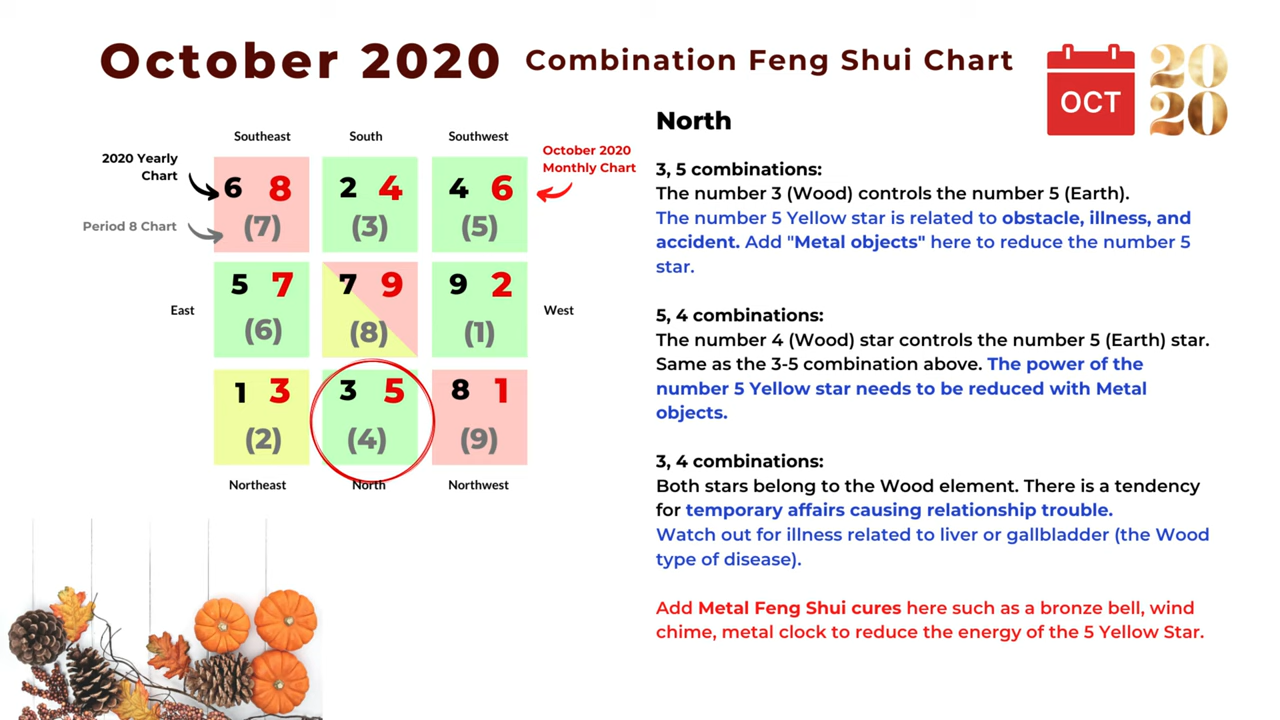 October 2020 Combination Feng Shui Chart
OCT
20
20
Southeast South Southwest
2020 Yearly
Chart
October 2020
Monthly Chart
Period 8 Chart
6 8 2 4 4 6
(7) (3) (5)
5 7 7 9 9 2
East West
(6) (8) (1)
1 3 3 5 8 1
(2) (4) (9)
Northeast North Northwest
North
3, 5 combinations:
The number 3 (Wood) controls the number 5 (Earth).
The number 5 Yellow star is related to obstacle, illness, and
accident. Add "Metal objects" here to reduce the number 5
star.
5, 4 combinations:
The number 4 (Wood) star controls the number 5 (Earth) star.
Same as the 3-5 combination above. The power of the
number 5 Yellow star needs to be reduced with Metal
objects.
3, 4 combinations:
Both stars belong to the Wood element. There is a tendency
for temporary affairs causing relationship trouble.
Watch out for illness related to liver or gallbladder (the Wood
type of disease).
Add Metal Feng Shui cures here such as a bronze bell, wind
chime, metal clock to reduce the energy of the 5 Yellow Star.